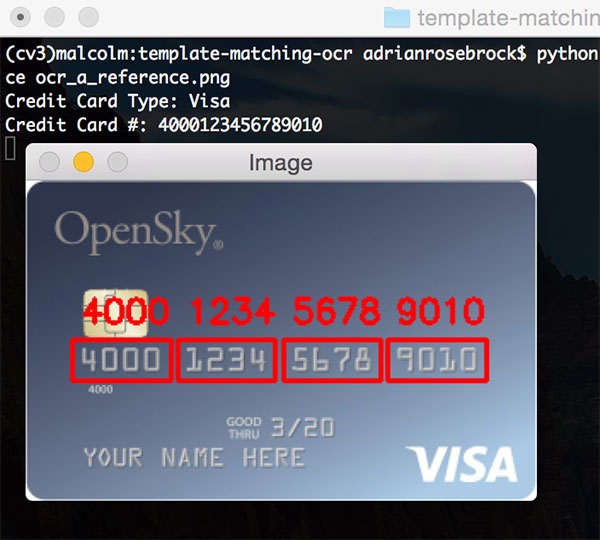 template-matchin
(cv3)malcolm:template-matching-ocr adrianrosebrock$ python
ce ocr_a_reference.png
Credit Card Type: Visa
Credit Card #: 4000123456789010
Image
OpenSky®
4000 1234 5678 9010
4000 1234 5678 9010
4000
GOOD THRU 3/20
YOUR NAME HERE
VISA